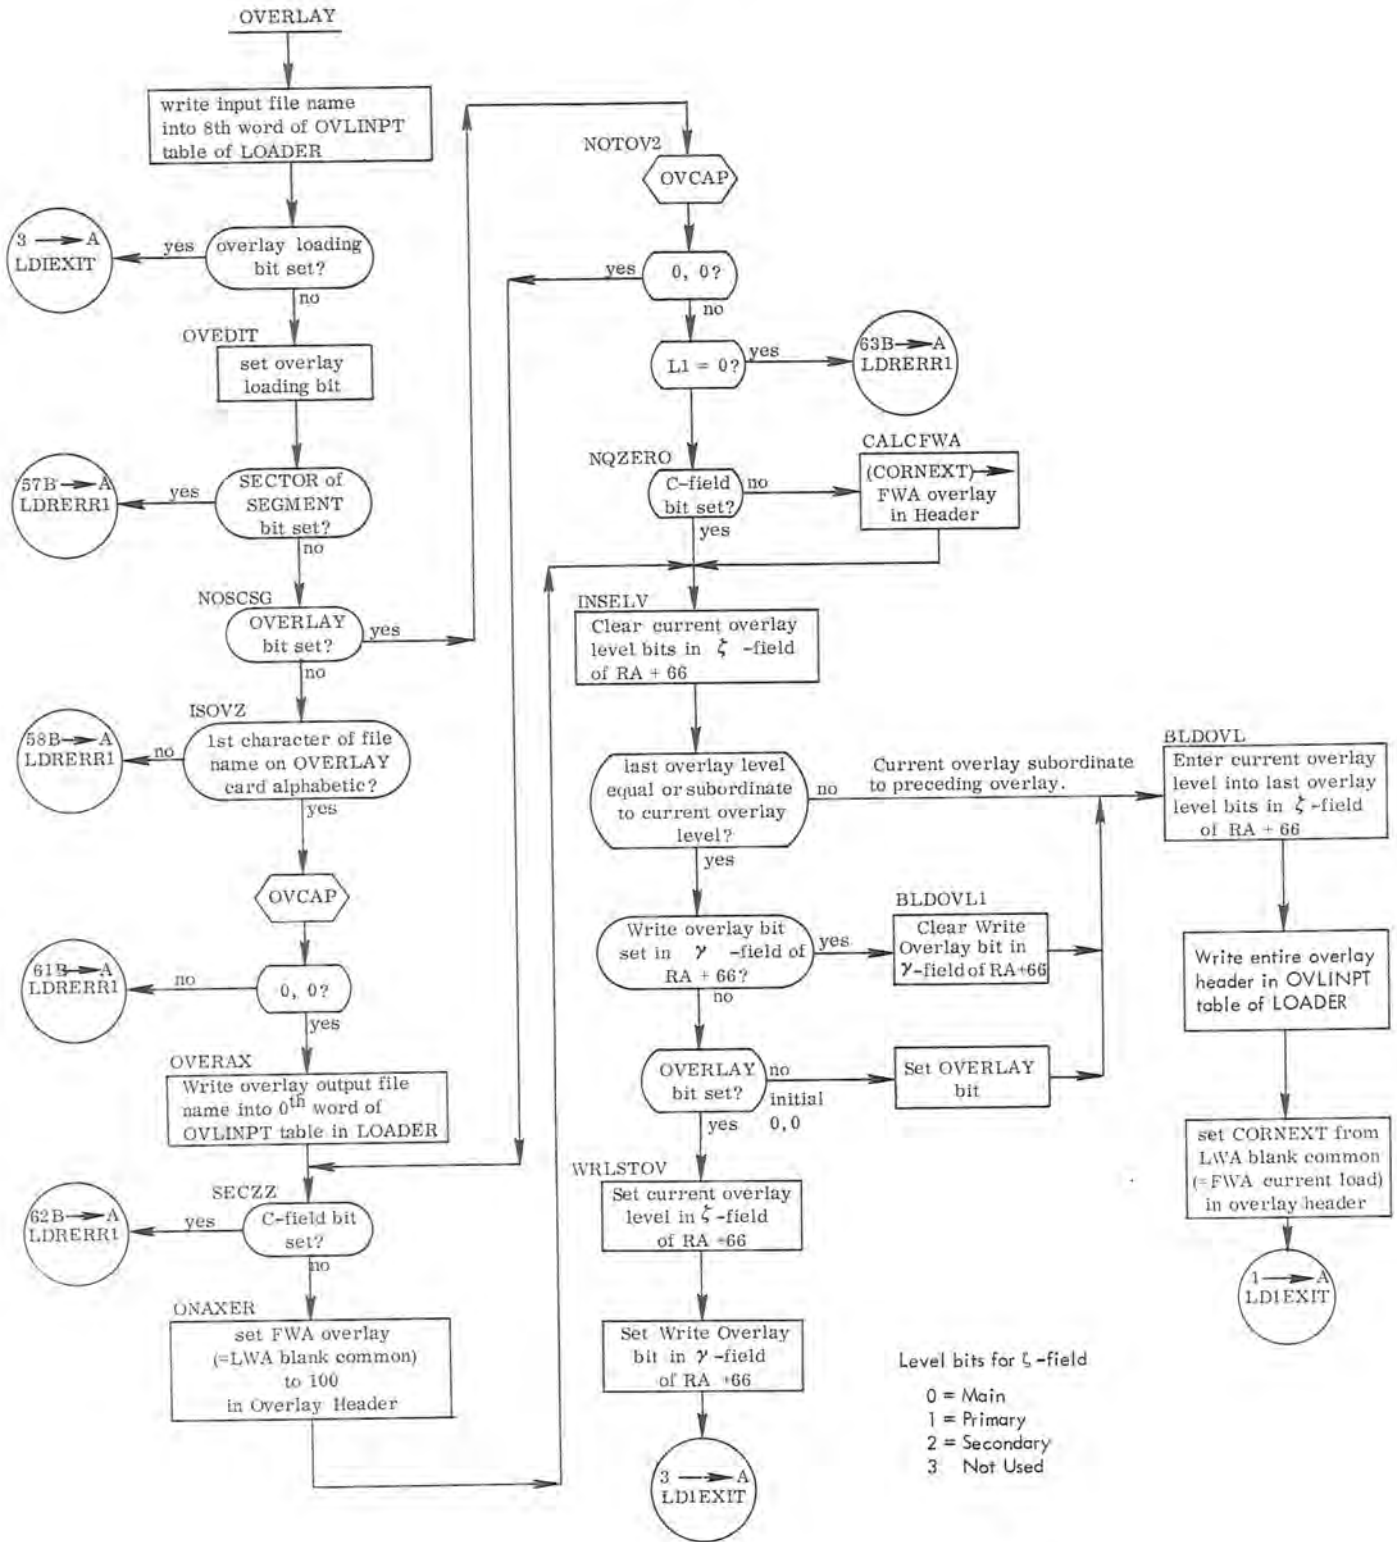 OVERLAY
write input file name
into 8th word of OVLINPT
table of LOADER
3 → A
LDIEXIT
yes
overlay loading
bit set?
no
OVEDIT
set overlay
loading bit
57B → A
LDRERR1
yes
SECTOR of
SEGMENT
bit set?
no
NOSCSG
OVERLAY
bit set?
yes
no
ISOVZ
58B → A
LDRERR1
no
1st character of file
name on OVERLAY
card alphabetic?
yes
OVCAP
61B → A
LDRERR1
no
0, 0?
yes
OVERAX
Write overlay output file
name into 0th word of
OVLINPT table in LOADER
SECZZ
62B → A
LDRERR1
yes
C-field bit
set?
no
ONAXER
set FWA overlay
(=LWA blank common)
to 100
in Overlay Header
NOTOV2
OVCAP
yes
0, 0?
no
L1 = 0?
yes
63B → A
LDRERR1
NQZERO
C-field
bit set?
no
yes
CALCFWA
(CORNEXT) →
FWA overlay
in Header
INSELV
Clear current overlay
level bits in ζ -field
of RA + 66
last overlay level
equal or subordinate
to current overlay
level?
no
Current overlay subordinate
to preceding overlay.
yes
Write overlay bit
set in γ -field of
RA + 66?
yes
no
BLDOVL1
Clear Write
Overlay bit in
γ-field of RA+66
OVERLAY
bit set?
no
initial
0,0
yes
Set OVERLAY
bit
WRLSTOV
Set current overlay
level in ζ -field
of RA +66
Set Write Overlay
bit in γ -field
of RA +66
3 → A
LD1EXIT
BLDOVL
Enter current overlay
level into last overlay
level bits in ζ -field
of RA + 66
Write entire overlay
header in OVLINPT
table of LOADER
set CORNEXT from
LWA blank common
(=FWA current load)
in overlay header
1 → A
LD1EXIT
Level bits for ζ -field
0 = Main
1 = Primary
2 = Secondary
3 Not Used